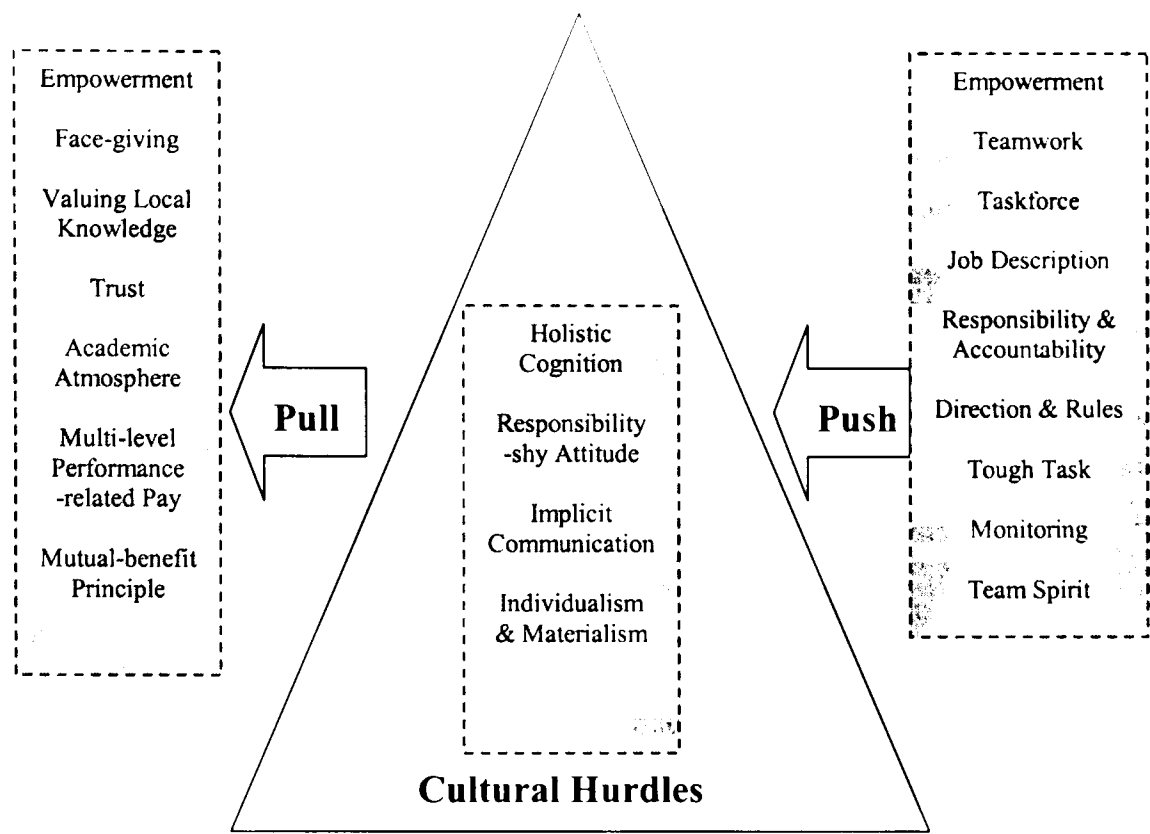 Empowerment
Face-giving
Valuing Local
Knowledge
Trust
Academic
Atmosphere
Multi-level
Performance
-related Pay
Mutual-benefit
Principle
Pull
Holistic
Cognition
Responsibility
-shy Attitude
Implicit
Communication
Individualism
& Materialism
Cultural Hurdles
Push
Empowerment
Teamwork
Taskforce
Job Description
Responsibility &
Accountability
Direction & Rules
Tough Task
Monitoring
Team Spirit